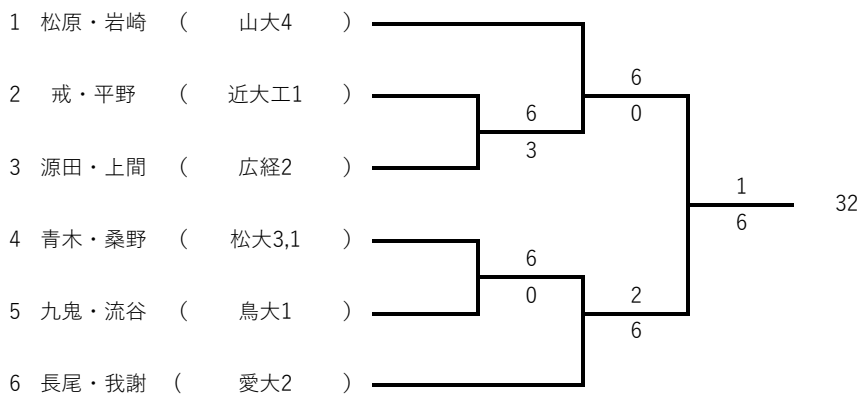 1 松原・岩崎 ( 山大4 )
6
2 戒・平野 ( 近大工1 )
6
0
3
3 源田・上間 ( 広経2 )
1
32
6
4 青木・桑野 ( 松大3,1 )
6
0
2
5 九鬼・流谷 ( 鳥大1 )
6
6 長尾・我謝 ( 愛大2 )